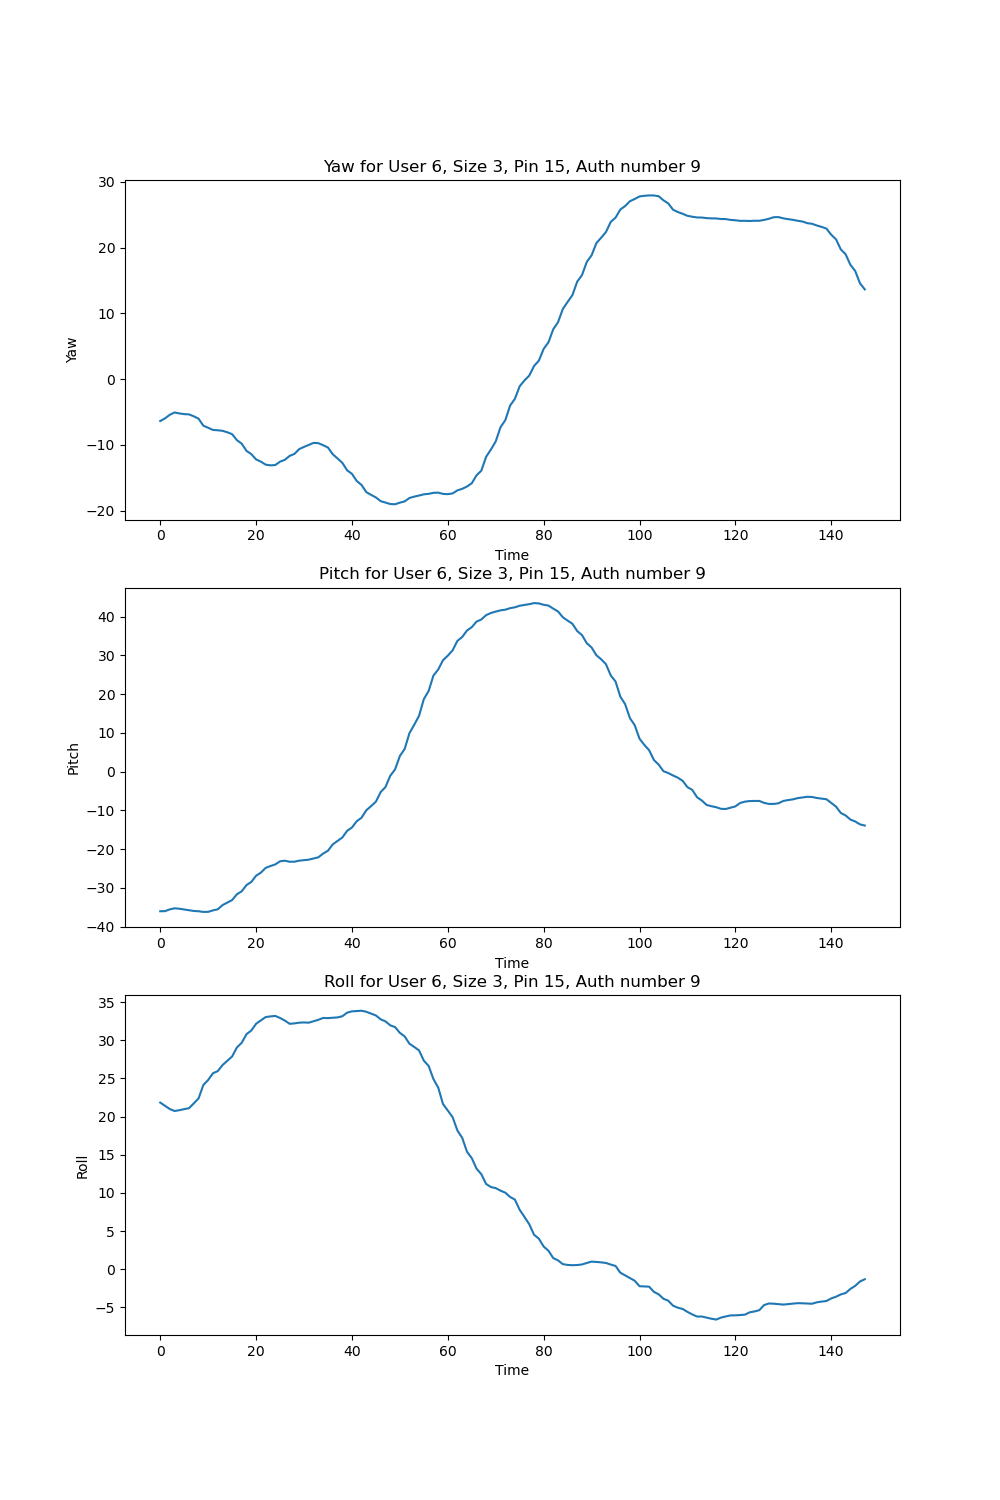 Yaw for User 6, Size 3, Pin 15, Auth number 9
30
20
10
0
−10
−20
Yaw
0 20 40 60 80 100 120 140
Time
Pitch for User 6, Size 3, Pin 15, Auth number 9
40
30
20
10
0
−10
−20
−30
−40
Pitch
0 20 40 60 80 100 120 140
Time
Roll for User 6, Size 3, Pin 15, Auth number 9
35
30
25
20
15
10
5
0
−5
Roll
0 20 40 60 80 100 120 140
Time